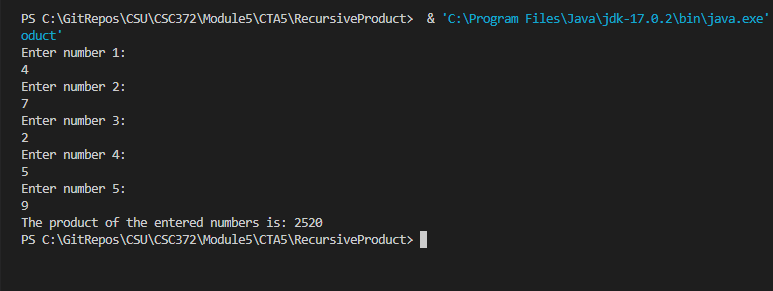 PS C:\GitRepos\CSU\CSC372\Module5\CTA5\RecursiveProduct>  & 'C:\Program Files\Java\jdk-17.0.2\bin\java.exe'
oduct'
Enter number 1:
4
Enter number 2:
7
Enter number 3:
2
Enter number 4:
5
Enter number 5:
9
The product of the entered numbers is: 2520
PS C:\GitRepos\CSU\CSC372\Module5\CTA5\RecursiveProduct>